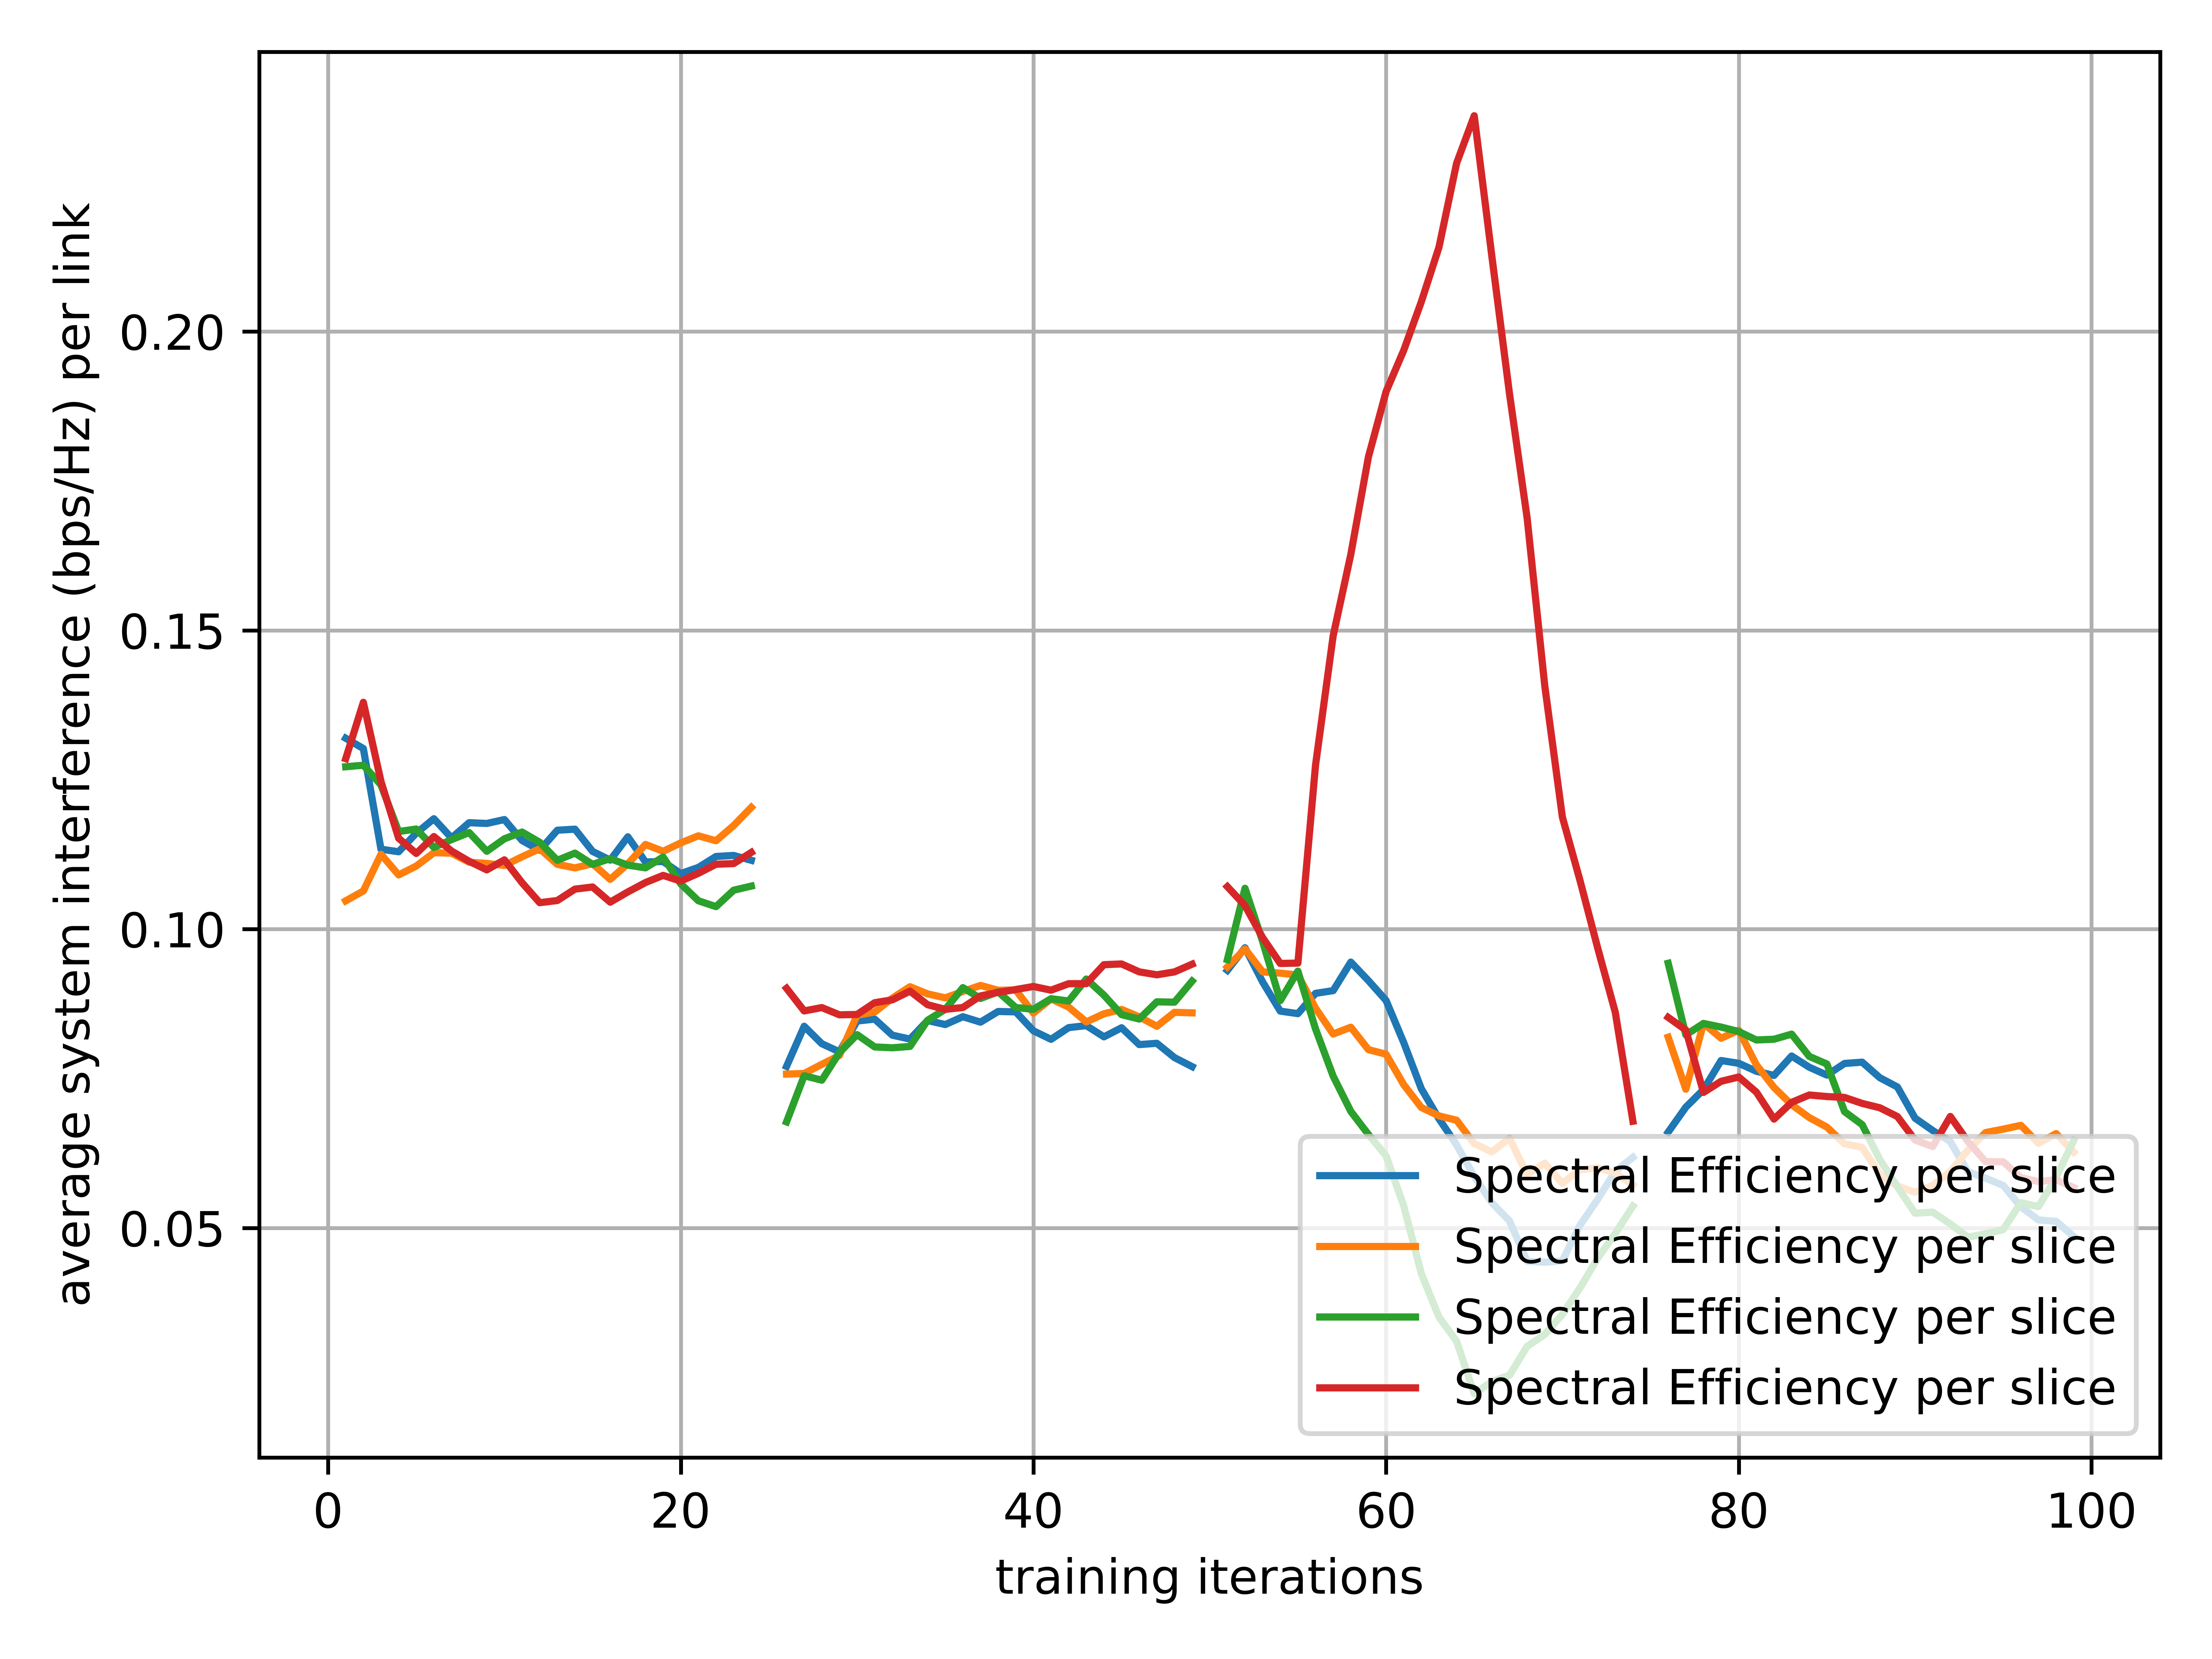 average system interference (bps/Hz) per link
0.20
0.15
0.10
0.05
Spectral Efficiency per slice
Spectral Efficiency per slice
Spectral Efficiency per slice
Spectral Efficiency per slice
0 20 40 60 80 100
training iterations